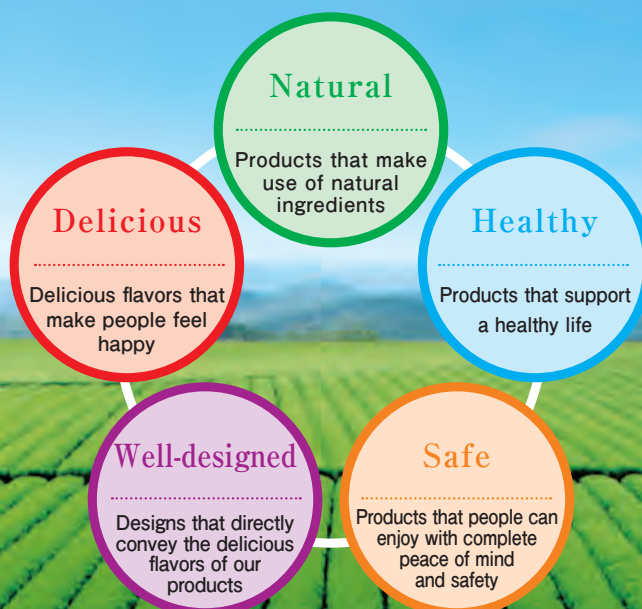 Natural
Products that make
use of natural
ingredients
Delicious
Delicious flavors that
make people feel
happy
Healthy
Products that support
a healthy life
Well-designed
Designs that directly
convey the delicious
flavors of our
products
Safe
Products that people can
enjoy with complete
peace of mind
and safety